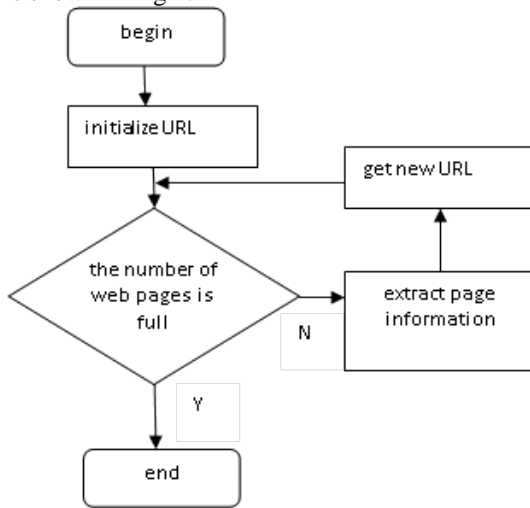 begin
initialize URL
get new URL
the number of
web pages is
full
extract page
information
N
Y
end